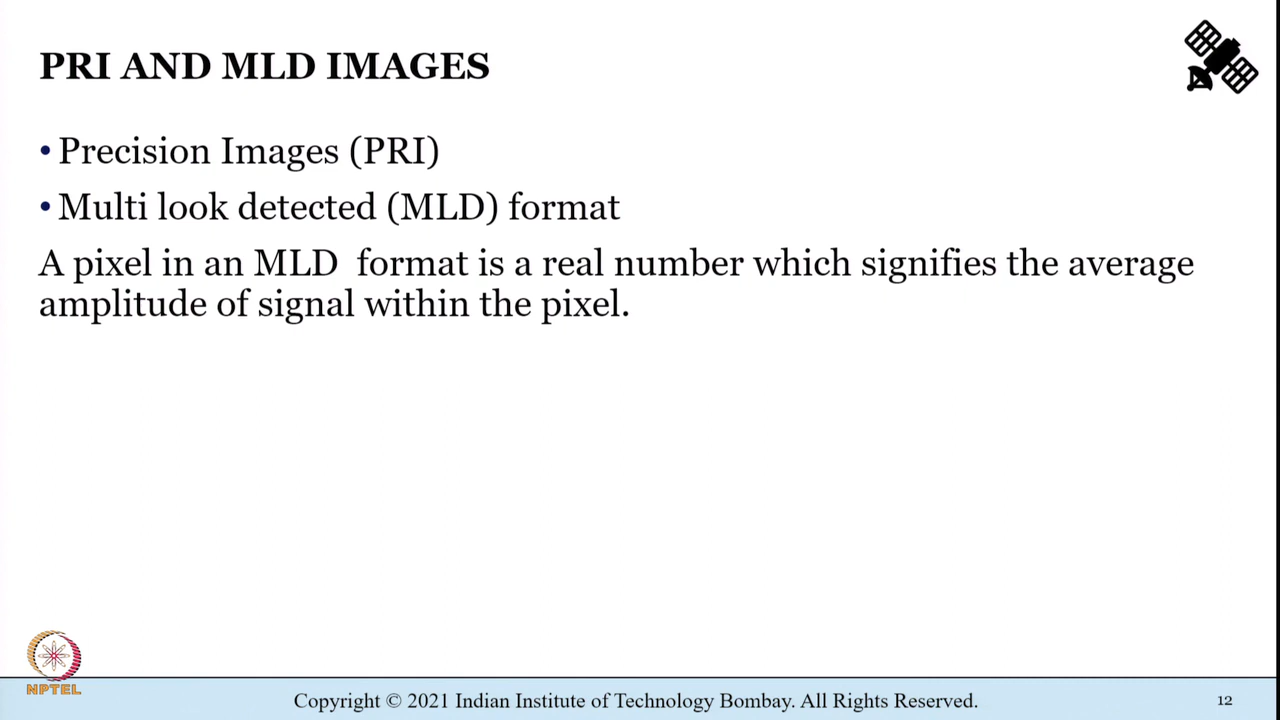 PRI AND MLD IMAGES
• Precision Images (PRI)
• Multi look detected (MLD) format
A pixel in an MLD format is a real number which signifies the average
amplitude of signal within the pixel.
NPTEL
Copyright © 2021 Indian Institute of Technology Bombay. All Rights Reserved.
12